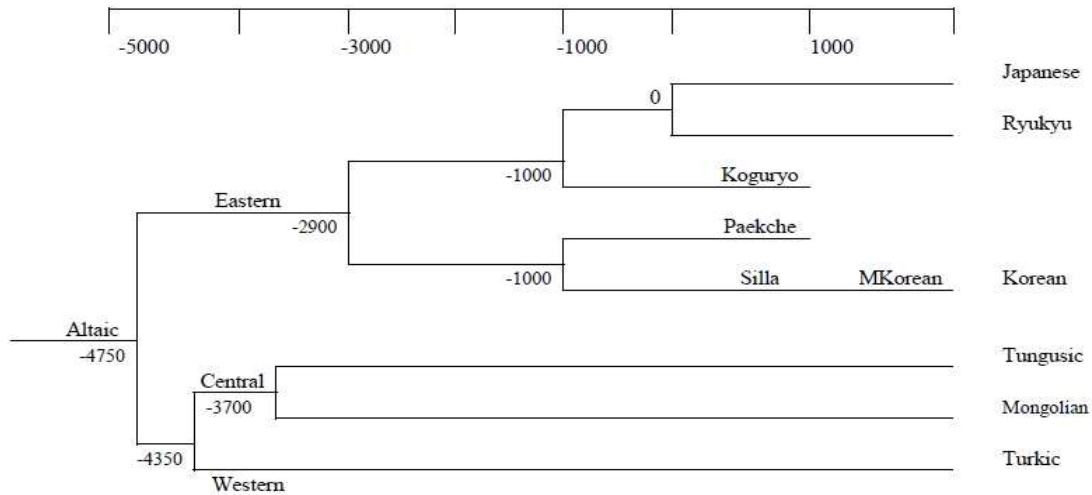 -5000 -3000 -1000 1000
Japanese
0
Ryukyu
-1000 Koguryo
Eastern
-2900 Paekche
-1000 Silla MKorean Korean
Altaic
-4750 Tungusic
Central
-3700 Mongolian
-4350 Turkic
Western